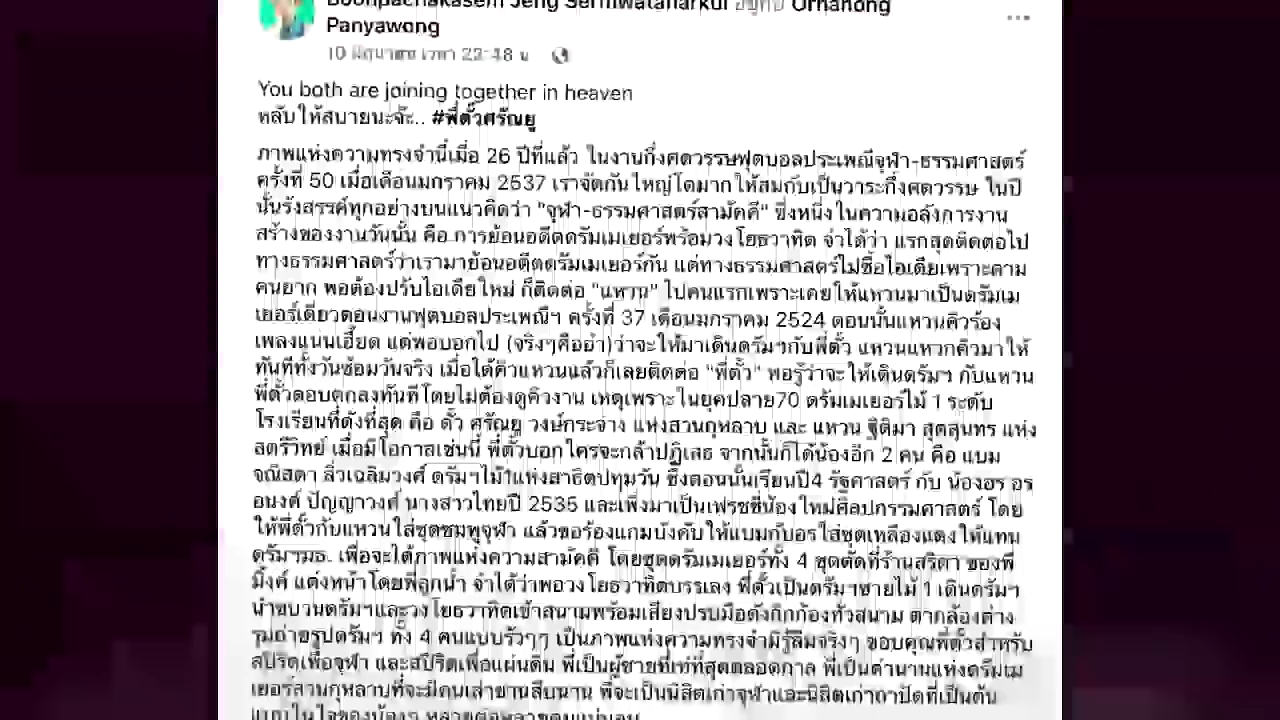 Boonpachakasem Jeng Sermwatanarkul อยู่กับ Ornanong
Panyawong
10 มิถุนายน เวลา 22:48 น
You both are joining together in heaven
หลับให้สบายนะจ๊ะ.. #พี่ตั้วศรัณยู
ภาพแห่งความทรงจำนี้เมื่อ 26 ปีที่แล้ว ในงานกึ่งศตวรรษฟุตบอลประเพณีจุฬา-ธรรมศาสตร์
ครั้งที่ 50 เมื่อเดือนมกราคม 2537 เราจัดกันใหญ่โตมากให้สมกับเป็นวาระกึ่งศตวรรษ ในปี
นั้นรังสรรค์ทุกอย่างบนแนวคิดว่า "จุฬา-ธรรมศาสตร์สามัคคี" ซึ่งหนึ่งในความอลังการงาน
สร้างของงานวันนั้น คือ การย้อนอดีตดรัมเมเยอร์พร้อมวงโยธวาทิต จำได้ว่า แรกสุดติดต่อไป
ทางธรรมศาสตร์ว่าเรามาย้อนอดีตดรัมเมเยอร์กัน แต่ทางธรรมศาสตร์ไม่ซื้อไอเดียเพราะตาม
คนยาก พอต้องปรับไอเดียใหม่ ก็ติดต่อ "แหวน" ไปคนแรกเพราะเคยให้แหวนมาเป็นดรัมเม
เยอร์เดี่ยวตอนงานฟุตบอลประเพณีฯ ครั้งที่ 37 เดือนมกราคม 2524 ตอนนั้นแหวนคิวร้อง
เพลงแน่นเอี้ยด แต่พอบอกไป (จริงๆคืออำ)ว่าจะให้มาเดินดรัมฯกับพี่ตั้ว แหวนแหวกคิวมาให้
ทันทีทั้งวันซ้อมวันจริง เมื่อได้คิวแหวนแล้วก็เลยติดต่อ "พี่ตั้ว" พอรู้ว่าจะให้เดินดรัมฯ กับแหวน
พี่ตั้วตอบตกลงทันทีโดยไม่ต้องดูคิวงาน เหตุเพราะในยุคปลาย70 ดรัมเมเยอร์ไม้ 1 ระดับ
โรงเรียนที่ดังที่สุด คือ ตั้ว ศรัณยู วงษ์กระจ่าง แห่งสวนกุหลาบ และ แหวน ฐิติมา สุตสุนทร แห่ง
สตรีวิทย์ เมื่อมีโอกาสเช่นนี้ พี่ตั้วบอกใครจะกล้าปฏิเสธ จากนั้นก็ได้น้องอีก 2 คน คือ แบม
จณิสตา ลิ่วเฉลิมวงศ์ ดรัมฯไม้1แห่งสาธิตปทุมวัน ซึ่งตอนนั้นเรียนปี4 รัฐศาสตร์ กับ น้องอร อร
อนงค์ ปัญญาวงศ์ นางสาวไทยปี 2535 และเพิ่งมาเป็นเฟรชชี่น้องใหม่ศิลปกรรมศาสตร์ โดย
ให้พี่ตั้วกับแหวนใส่ชุดชมพูจุฬา แล้วขอร้องแกมบังคับให้แบมกับอรใส่ชุดเหลืองแดงให้แทน
ดรัมฯมธ. เพื่อจะได้ภาพแห่งความสามัคคี โดยชุดดรัมเมเยอร์ทั้ง 4 ชุดตัดที่ร้านสริตา ของพี่
มิ้งค์ แต่งหน้าโดยพี่ลูกน้ำ จำได้ว่าพอวงโยธวาทิตบรรเลง พี่ตั้วเป็นดรัมฯชายไม้ 1 เดินดรัมฯ
นำขบวนดรัมฯและวงโยธวาทิตเข้าสนามพร้อมเสียงปรบมือดังกึกก้องทั่วสนาม ตากล้องต่าง
รุมถ่ายรูปดรัมฯ ทั้ง 4 คนแบบรัวๆๆ เป็นภาพแห่งความทรงจำมิรู้ลืมจริงๆ ขอบคุณพี่ตั้วสำหรับ
สปิริตเพื่อจุฬา และสปิริตเพื่อแผ่นดิน พี่เป็นผู้ชายที่เท่ที่สุดตลอดกาล พี่เป็นตำนานแห่งดรัมเม
เยอร์สวนกุหลาบที่จะมีคนเล่าขานสืบนาน พี่จะเป็นนิสิตเก่าจุฬาและนิสิตเก่าถาปัดที่เป็นต้น
แบบในใจของน้องๆ